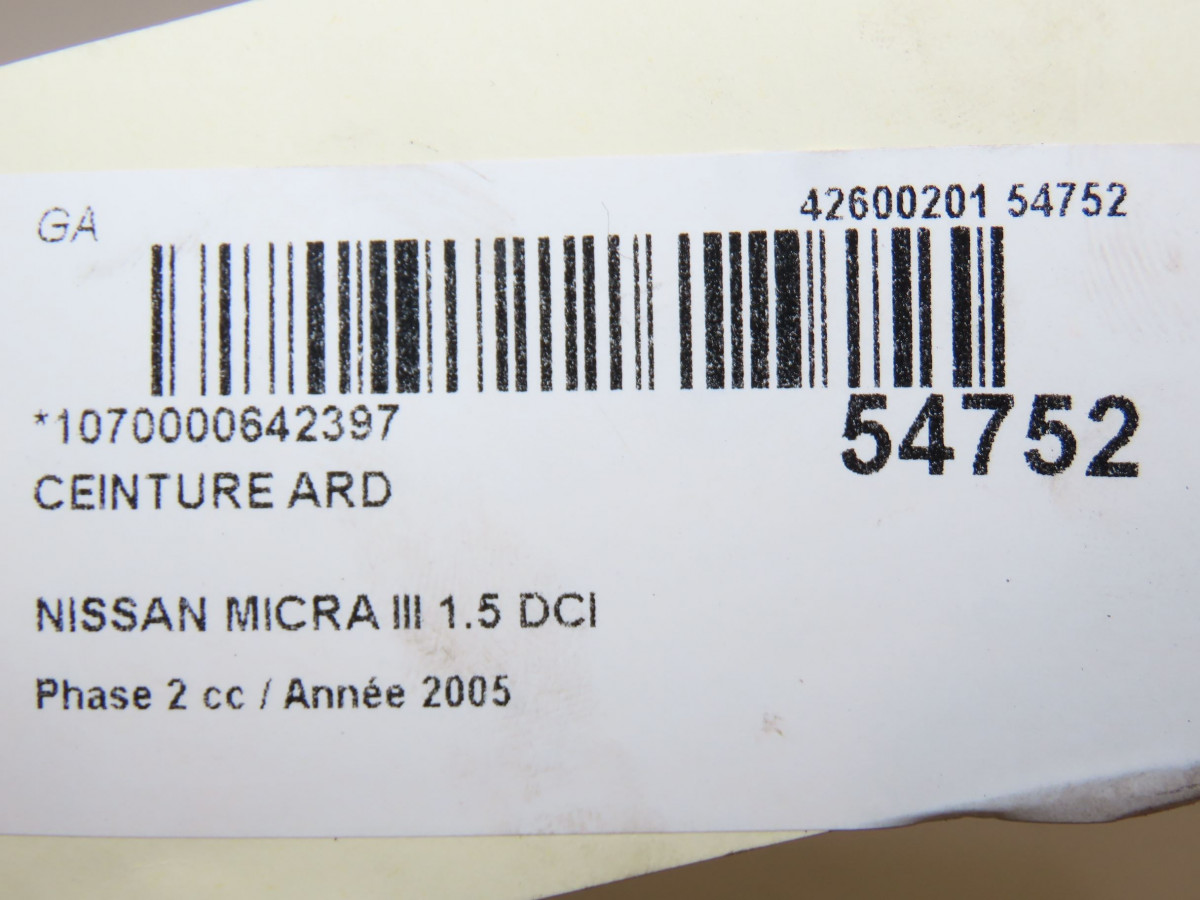 GA
42600201 54752
*1070000642397
54752
CEINTURE ARD
NISSAN MICRA III 1.5 DCI
Phase 2 cc / Année 2005